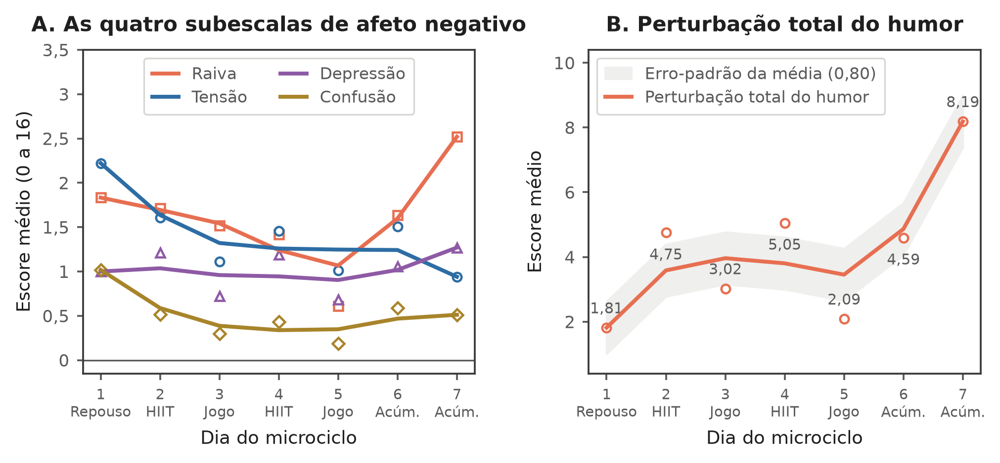 A. As quatro subescalas de afeto negativo
3,5
3
2,5
2
1,5
1
0,5
0
Escore médio (0 a 16)
Raiva
Tensão
Depressão
Confusão
1
2
3
4
5
6
7
Repouso
HIIT
Jogo
HIIT
Jogo
Acúm.
Acúm.
Dia do microciclo
B. Perturbação total do humor
10
8
6
4
2
Escore médio
Erro-padrão da média (0,80)
Perturbação total do humor
1,81
4,75
3,02
5,05
2,09
4,59
8,19
1
2
3
4
5
6
7
Repouso
HIIT
Jogo
HIIT
Jogo
Acúm.
Acúm.
Dia do microciclo